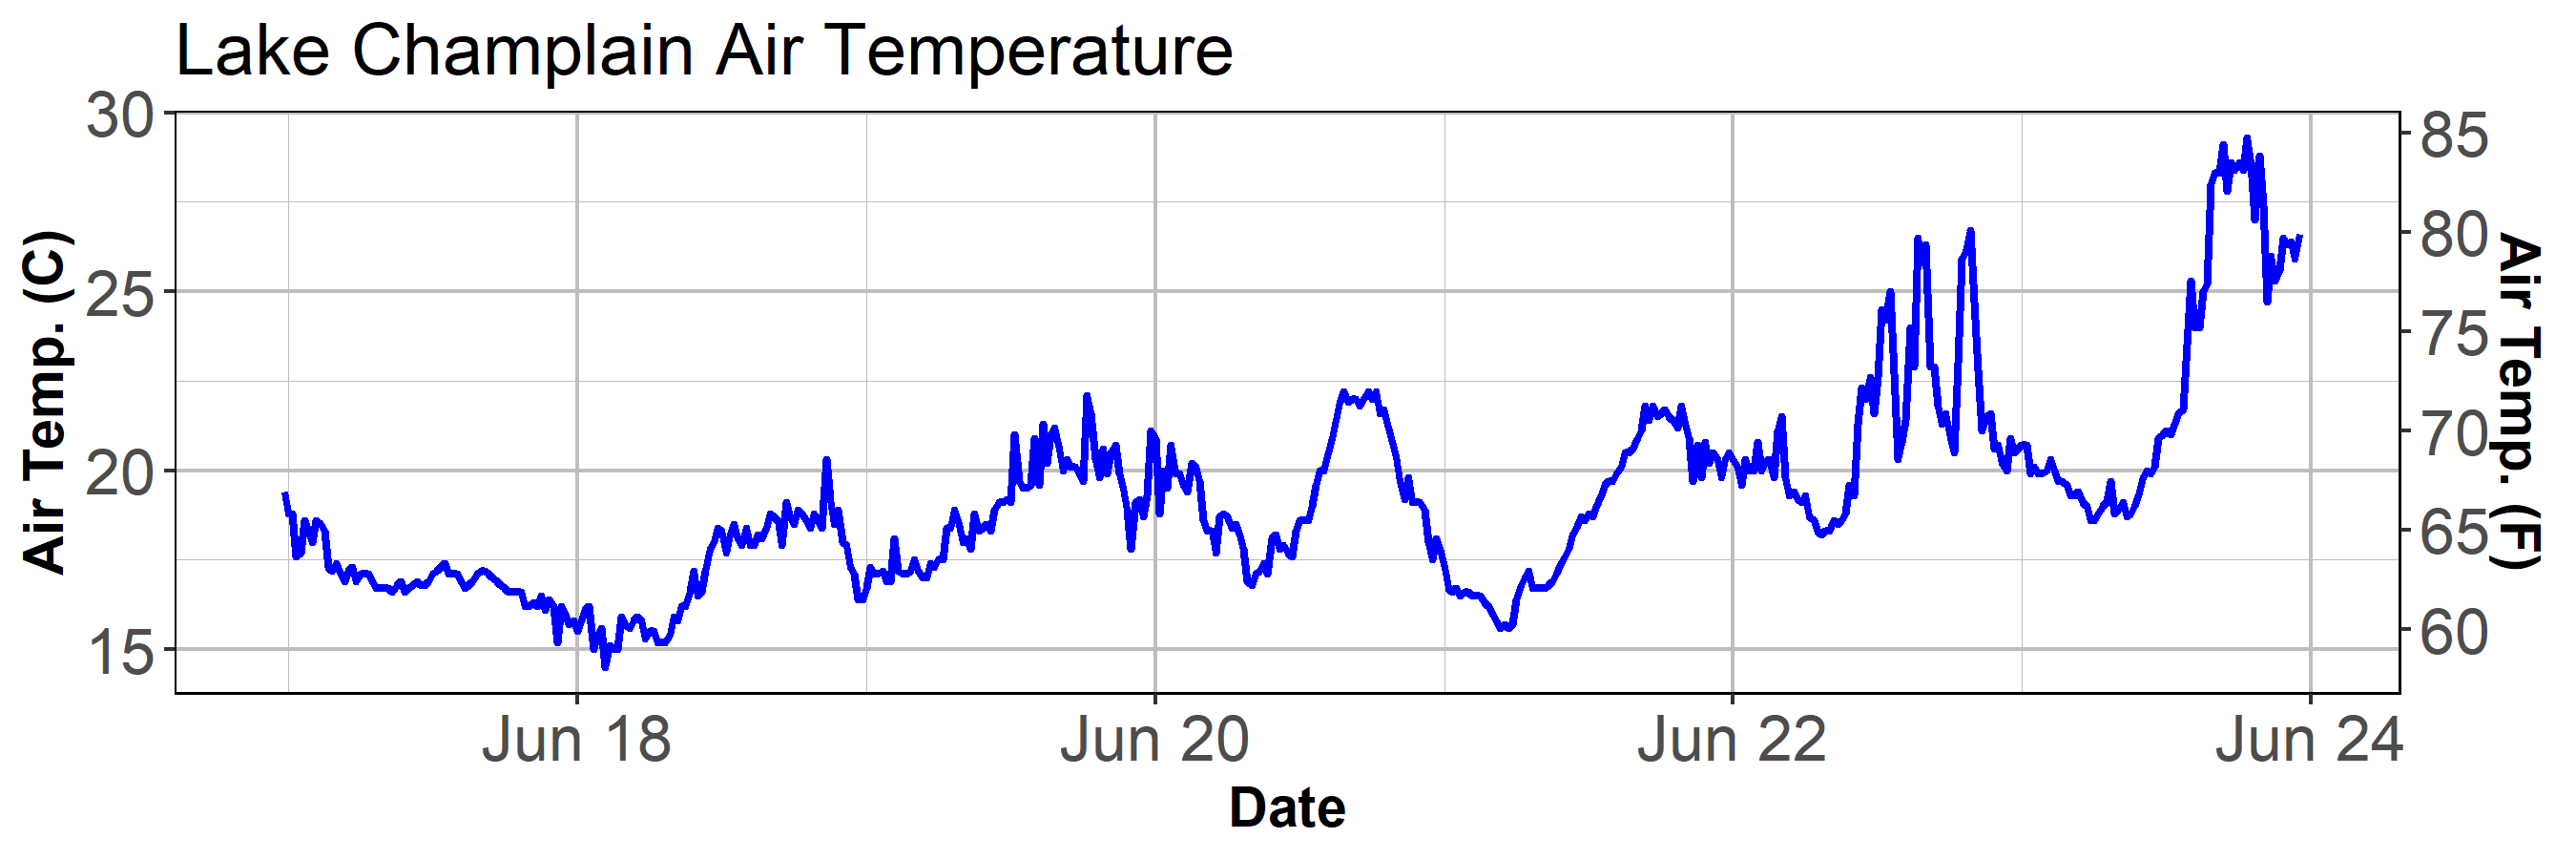 Lake Champlain Air Temperature
30
25
20
15
Air Temp. (C)
85
80
75
70
65
60
Air Temp. (F)
Jun 18 Jun 20 Jun 22 Jun 24
Date